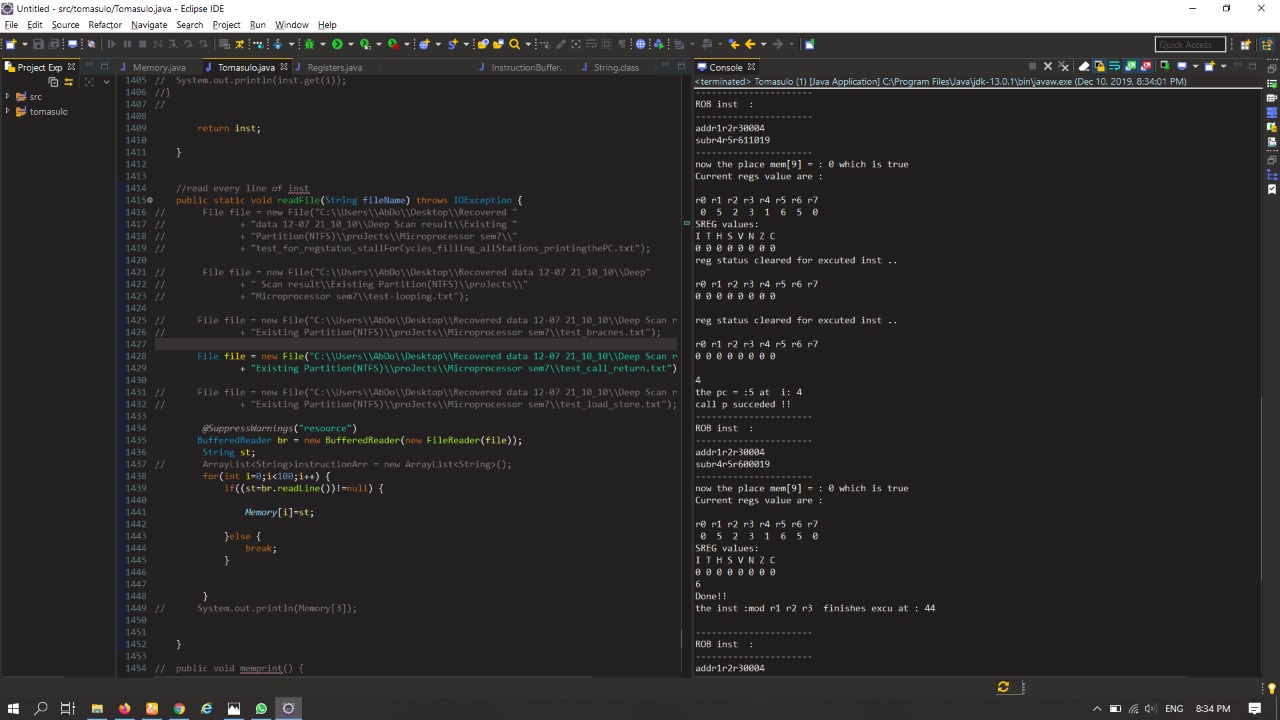 Untitled - src/tomasulo/Tomasulo.java - Eclipse IDE
File Edit Source Refactor Navigate Search Project Run Window Help
Quick Access
Project Exp
src
tomasulo
Memory.java Tomasulo.java Registers.java InstructionBuffer. String.class
1405 // System.out.println(inst.get(i));
1406 //}
1407 //
1408
1409 return inst;
1410
1411 }
1412
1413
1414 //read every line of inst
1415 public static void readFile(String fileName) throws IOException {
1416 // File file = new File("C:\\Users\\AbDo\\Desktop\\Recovered "
1417 // + "data 12-07 21_10_10\\Deep Scan result\\Existing "
1418 // + "Partition(NTFS)\\proJects\\Microprocessor sem7\\"
1419 // + "test_for_regstatus_stallForCycles_filling_allStations_printingthePC.txt");
1420
1421 // File file = new File("C:\\Users\\AbDo\\Desktop\\Recovered data 12-07 21_10_10\\Deep"
1422 // + " Scan result\\Existing Partition(NTFS)\\proJects\\"
1423 // + "Microprocessor sem7\\test-looping.txt");
1424
1425 // File file = new File("C:\\Users\\AbDo\\Desktop\\Recovered data 12-07 21_10_10\\Deep Scan r
1426 // + "Existing Partition(NTFS)\\proJects\\Microprocessor sem7\\test_bracnes.txt");
1427
1428 File file = new File("C:\\Users\\AbDo\\Desktop\\Recovered data 12-07 21_10_10\\Deep Scan r
1429 + "Existing Partition(NTFS)\\proJects\\Microprocessor sem7\\test_call_return.txt")
1430
1431 // File file = new File("C:\\Users\\AbDo\\Desktop\\Recovered data 12-07 21_10_10\\Deep Scan r
1432 // + "Existing Partition(NTFS)\\proJects\\Microprocessor sem7\\test_load_store.txt");
1433
1434 @SuppressWarnings("resource")
1435 BufferedReader br = new BufferedReader(new FileReader(file));
1436 String st;
1437 // ArrayList<String>instructionArr = new ArrayList<String>();
1438 for(int i=0;i<100;i++) {
1439 if((st=br.readLine())!=null) {
1440
1441 Memory[i]=st;
1442
1443 }else {
1444 break;
1445 }
1446
1447
1448 }
1449 // System.out.println(Memory[3]);
1450
1451
1452 }
1453
1454 // public void memprint() {
Console
<terminated> Tomasulo (1) [Java Application] C:\Program Files\Java\jdk-13.0.1\bin\javaw.exe (Dec 10, 2019, 8:34:01 PM)
----------------------
ROB inst :
----------------------
addr1r2r30004
subr4r5r611019
----------------------
now the place mem[9] = : 0 which is true
Current regs value are :
r0 r1 r2 r3 r4 r5 r6 r7
0 5 2 3 1 6 5 0
SREG values:
I T H S V N Z C
0 0 0 0 0 0 0 0
reg status cleared for excuted inst ..
r0 r1 r2 r3 r4 r5 r6 r7
0 0 0 0 0 0 0 0
reg status cleared for excuted inst ..
r0 r1 r2 r3 r4 r5 r6 r7
0 0 0 0 0 0 0 0
4
the pc = :5 at i: 4
call p succeded !!
----------------------
ROB inst :
----------------------
addr1r2r30004
subr4r5r600019
----------------------
now the place mem[9] = : 0 which is true
Current regs value are :
r0 r1 r2 r3 r4 r5 r6 r7
0 5 2 3 1 6 5 0
SREG values:
I T H S V N Z C
0 0 0 0 0 0 0 0
6
Done!!
the inst :mod r1 r2 r3 finishes excu at : 44
----------------------
ROB inst :
----------------------
addr1r2r30004
ENG 8:34 PM